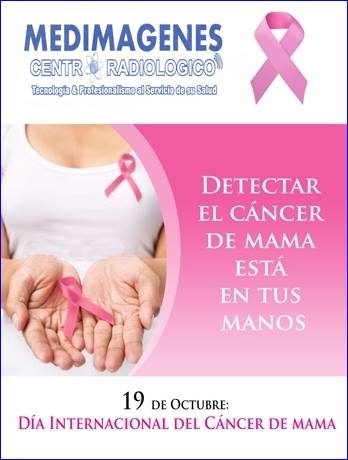 MEDIMAGENES
CENTRO RADIOLOGICO
Tecnología & Profesionalismo al Servicio de su Salud
DETECTAR
EL CÁNCER
DE MAMA
ESTÁ
EN TUS
MANOS
19 DE OCTUBRE:
DÍA INTERNACIONAL DEL CÁNCER DE MAMA